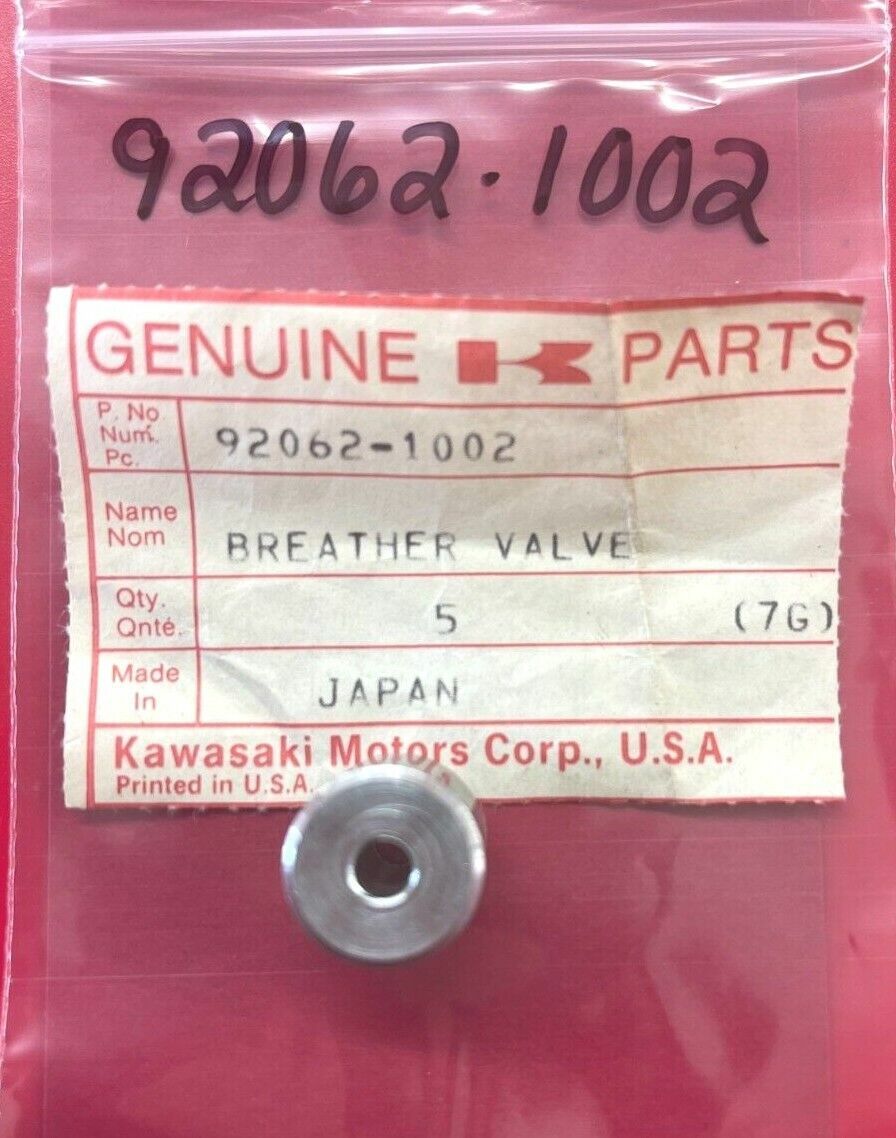 92062-1002
GENUINE PARTS
P. No.
Num.
Pc.
92062-1002
Name
Nom
BREATHER VALVE
Qty.
Qnté.
5 (7G)
Made
In
JAPAN
Kawasaki Motors Corp., U.S.A.
Printed in U.S.A.